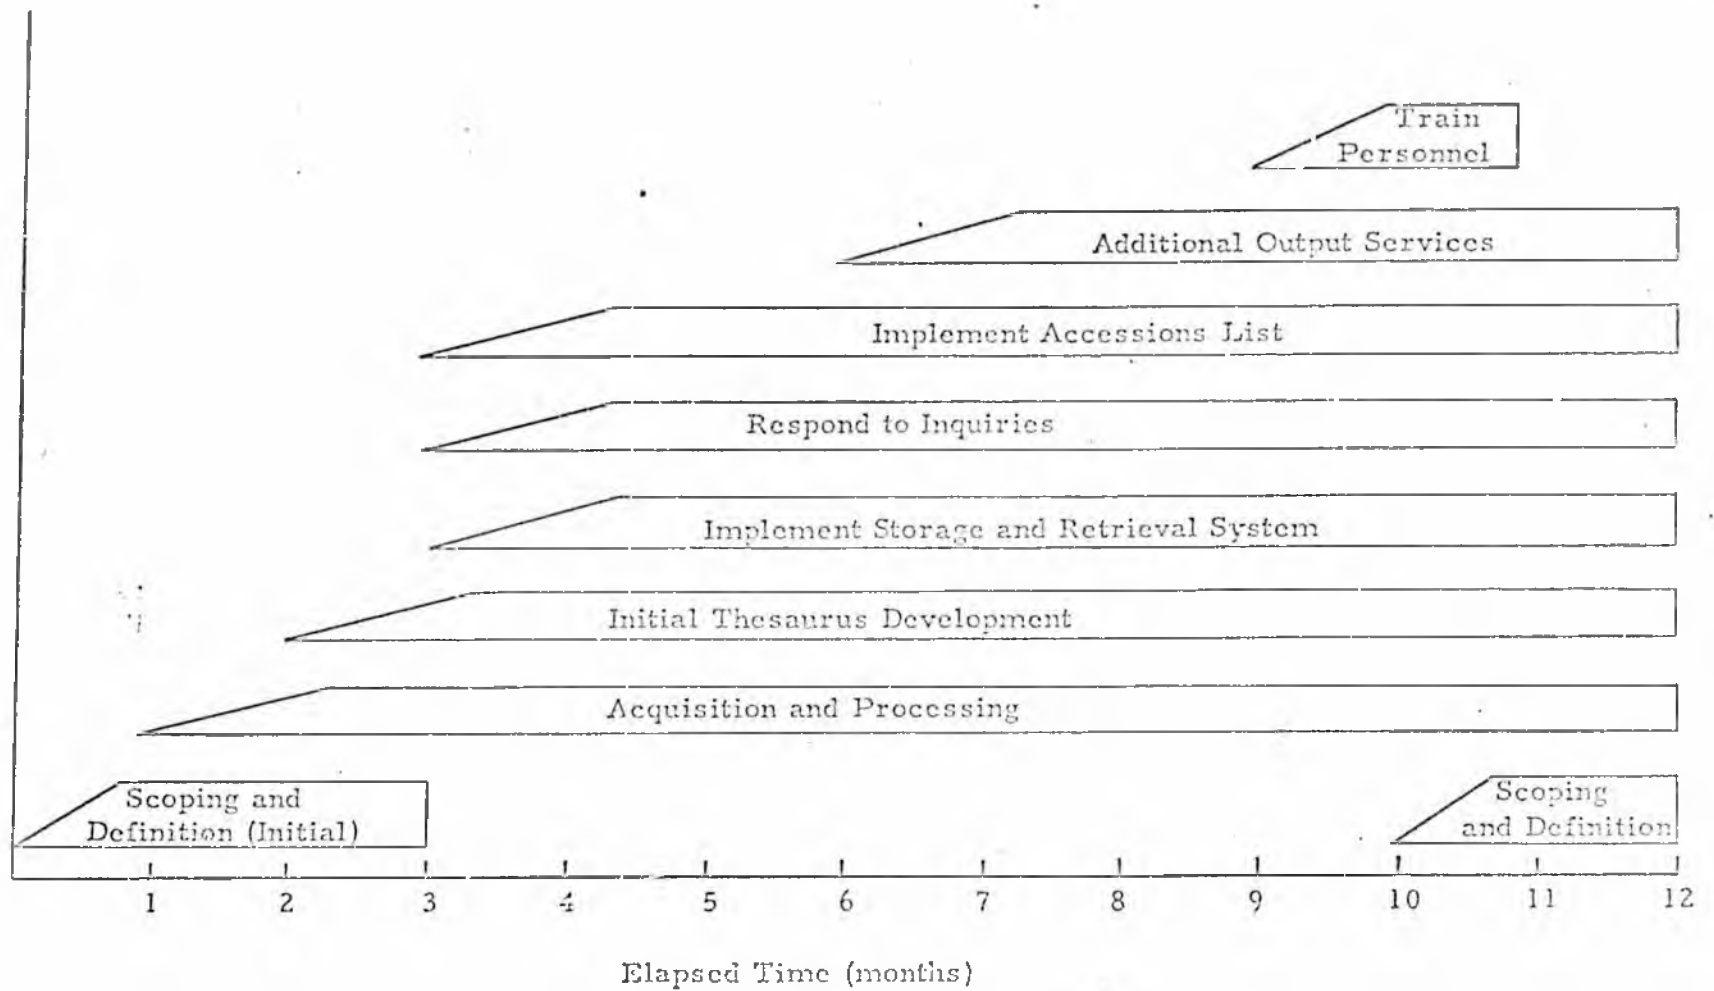 Train
Personnel
Additional Output Services
Implement Accessions List
Respond to Inquiries
Implement Storage and Retrieval System
Initial Thesaurus Development
Acquisition and Processing
Scoping and
Definition (Initial)
Scoping
and Definition
1 2 3 4 5 6 7 8 9 10 11 12
Elapsed Time (months)